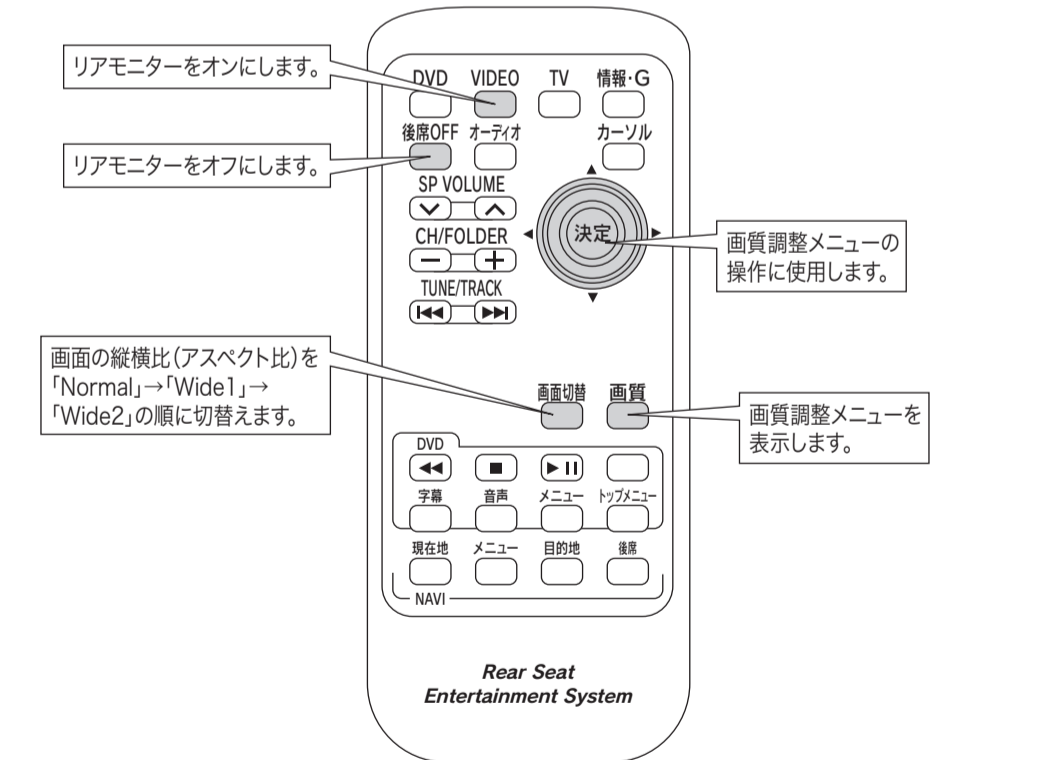 リアモニターをオンにします。
リアモニターをオフにします。
画面の縦横比（アスペクト比）を
「Normal」→「Wide1」→
「Wide2」の順に切替えます。
DVD VIDEO TV 情報・G
後席OFF オーディオ カーソル
SP VOLUME
CH/FOLDER
TUNE/TRACK
決定
画質調整メニューの
操作に使用します。
画面切替 画質
画質調整メニューを
表示します。
DVD
字幕 音声 メニュー トップメニュー
現在地 メニュー 目的地 後席
NAVI
Rear Seat
Entertainment System